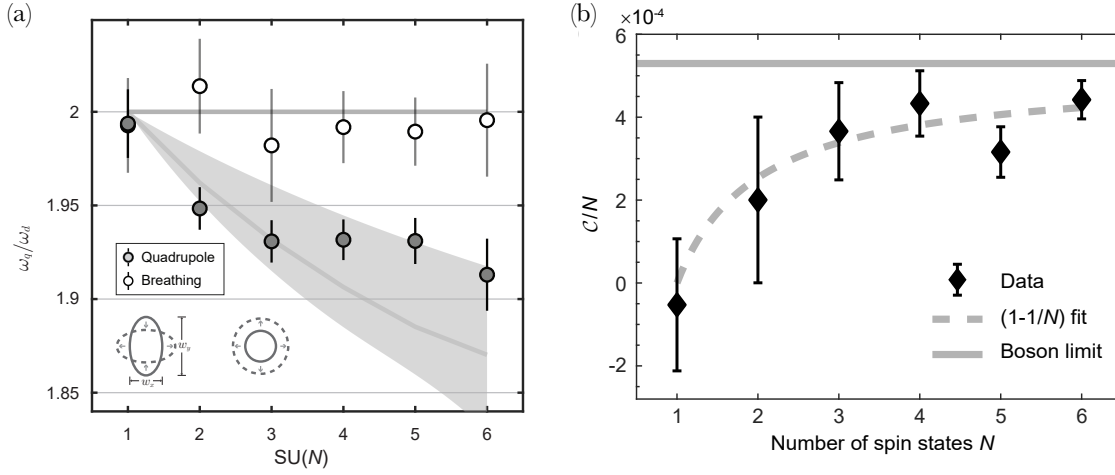 (a)
2
1.95
1.9
1.85
ω_q/ω_d
Quadrupole
Breathing
w_y
w_x
1 2 3 4 5 6
SU(N)
(b)
×10⁻⁴
6
4
2
0
-2
C/N
Data
(1-1/N) fit
Boson limit
1 2 3 4 5 6
Number of spin states N